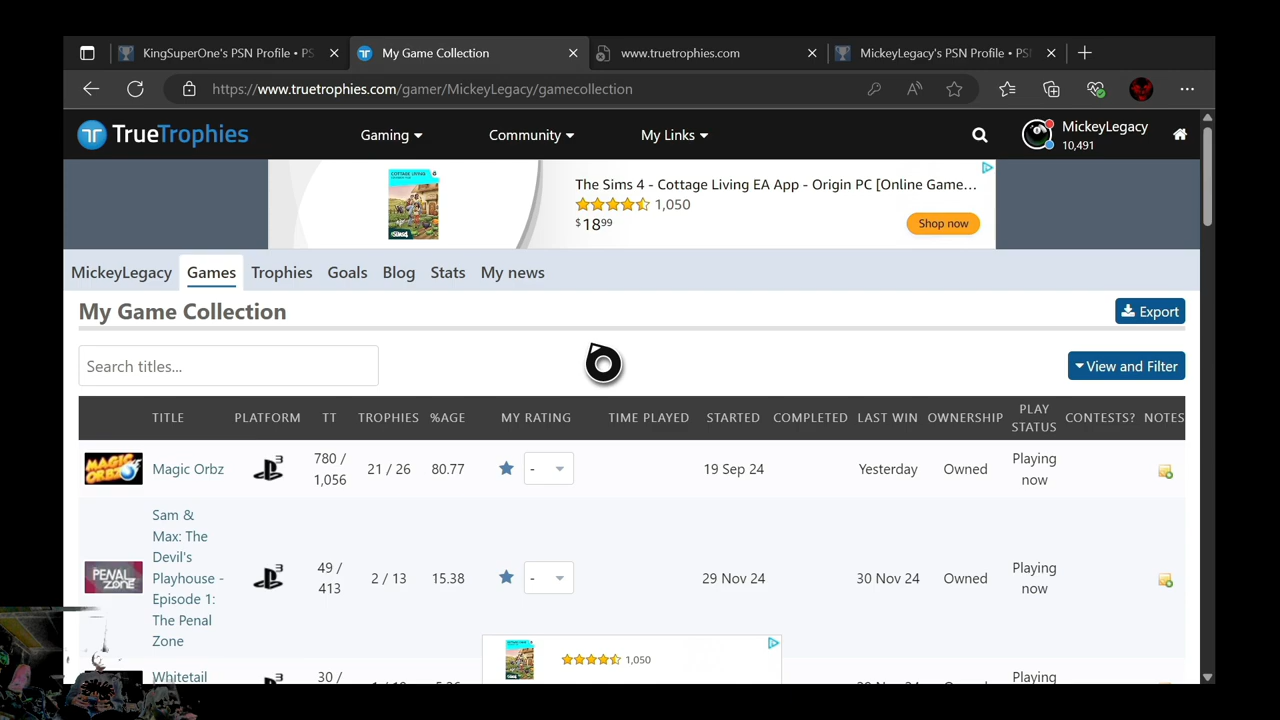 KingSuperOne's PSN Profile • PS
My Game Collection
www.truetrophies.com
MickeyLegacy's PSN Profile • PS
https://www.truetrophies.com/gamer/MickeyLegacy/gamecollection
TrueTrophies
Gaming
Community
My Links
MickeyLegacy
10,491
The Sims 4 - Cottage Living EA App - Origin PC [Online Game...
1,050
$18⁹⁹
Shop now
MickeyLegacy Games Trophies Goals Blog Stats My news
My Game Collection
Export
Search titles...
View and Filter
TITLE PLATFORM TT TROPHIES %AGE MY RATING TIME PLAYED STARTED COMPLETED LAST WIN OWNERSHIP PLAY STATUS CONTESTS? NOTES
MAGIC ORBZ
Magic Orbz
780 /
1,056
21 / 26
80.77
-
19 Sep 24
Yesterday
Owned
Playing
now
PENAL
ZONE
Sam &
Max: The
Devil's
Playhouse -
Episode 1:
The Penal
Zone
49 /
413
2 / 13
15.38
-
29 Nov 24
30 Nov 24
Owned
Playing
now
1,050
Whitetail
30 /
Playing